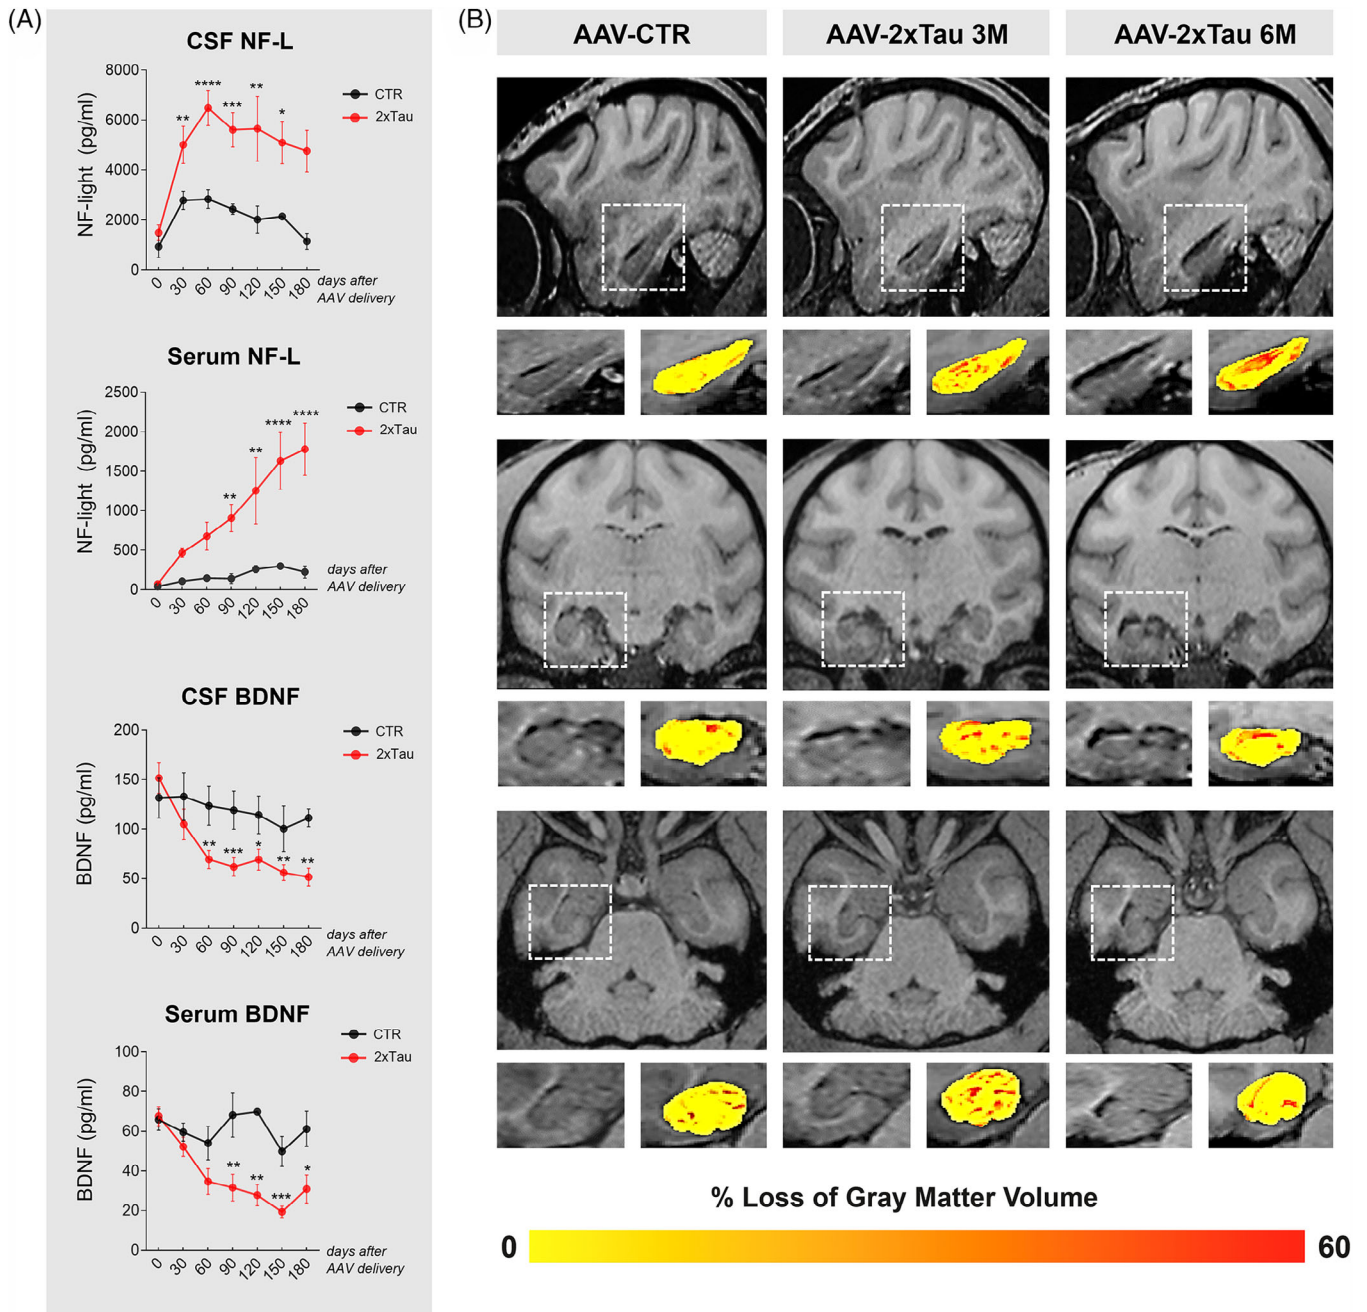 (A)
CSF NF-L
8000
6000
4000
2000
0
NF-light (pg/ml)
CTR
2xTau
** **** *** ** *
0 30 60 90 120 150 180
days after
AAV delivery
Serum NF-L
2500
2000
1500
1000
500
0
NF-light (pg/ml)
CTR
2xTau
** ** **** ****
0 30 60 90 120 150 180
days after
AAV delivery
CSF BDNF
200
150
100
50
0
BDNF (pg/ml)
CTR
2xTau
** *** * ** **
0 30 60 90 120 150 180
days after
AAV delivery
Serum BDNF
100
80
60
40
20
0
BDNF (pg/ml)
CTR
2xTau
** ** *** *
0 30 60 90 120 150 180
days after
AAV delivery
(B)
AAV-CTR
AAV-2xTau 3M
AAV-2xTau 6M
% Loss of Gray Matter Volume
0
60